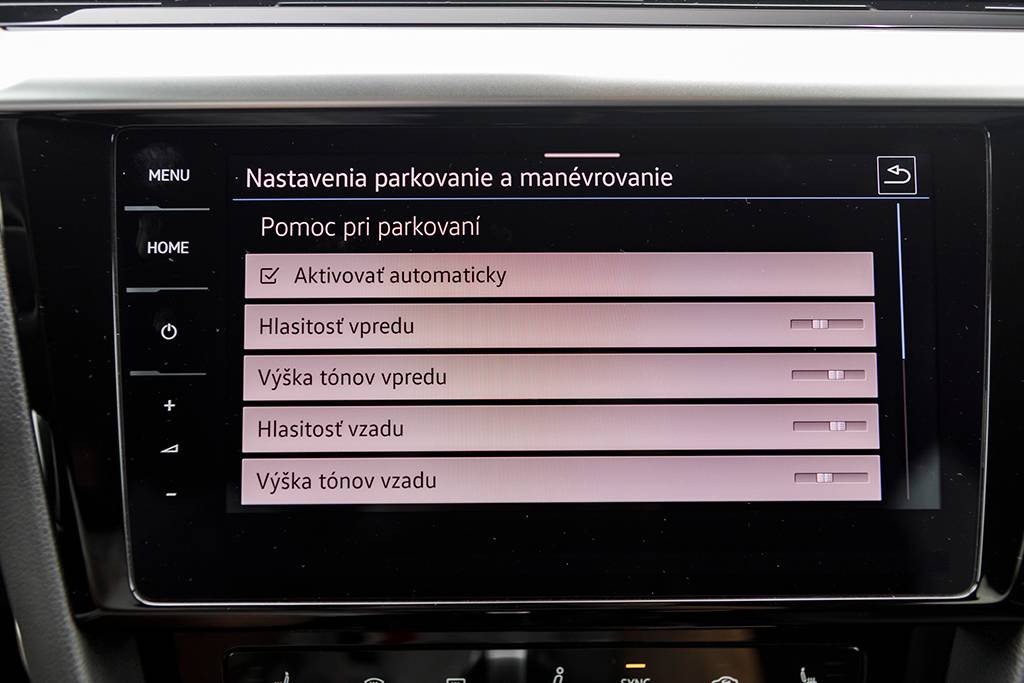 MENU
Nastavenia parkovanie a manévrovanie
Pomoc pri parkovaní
HOME
Aktivovať automaticky
Hlasitosť vpredu
Výška tónov vpredu
+
Hlasitosť vzadu
Výška tónov vzadu
-
SYNC